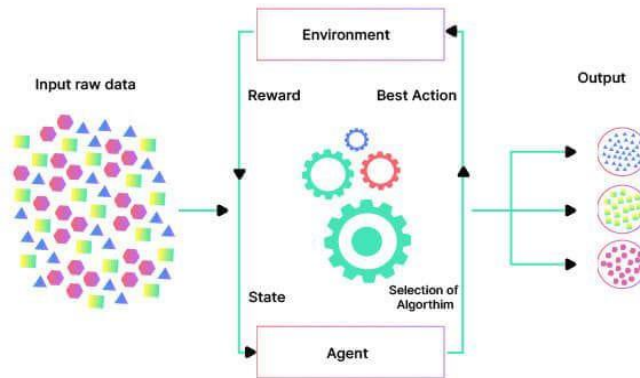 Environment
Input raw data
Output
Reward
Best Action
State
Selection of
Algorthim
Agent